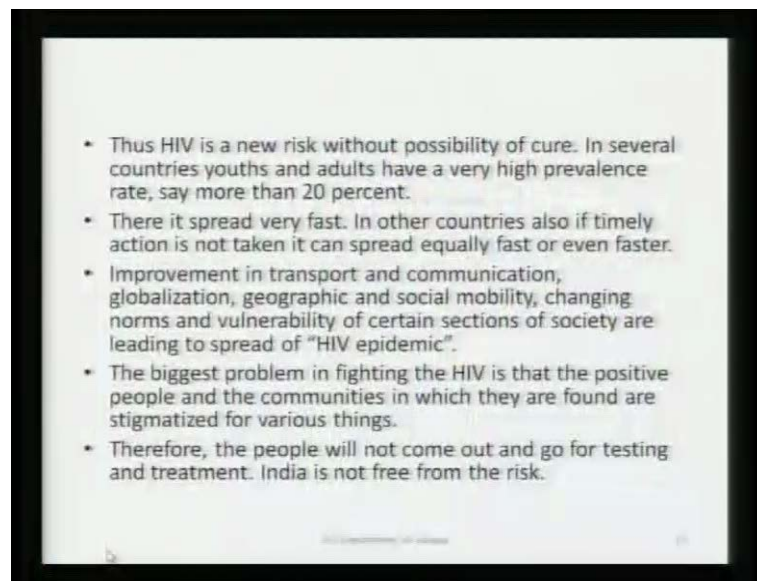 • Thus HIV is a new risk without possibility of cure. In several
countries youths and adults have a very high prevalence
rate, say more than 20 percent.
• There it spread very fast. In other countries also if timely
action is not taken it can spread equally fast or even faster.
• Improvement in transport and communication,
globalization, geographic and social mobility, changing
norms and vulnerability of certain sections of society are
leading to spread of "HIV epidemic".
• The biggest problem in fighting the HIV is that the positive
people and the communities in which they are found are
stigmatized for various things.
• Therefore, the people will not come out and go for testing
and treatment. India is not free from the risk.